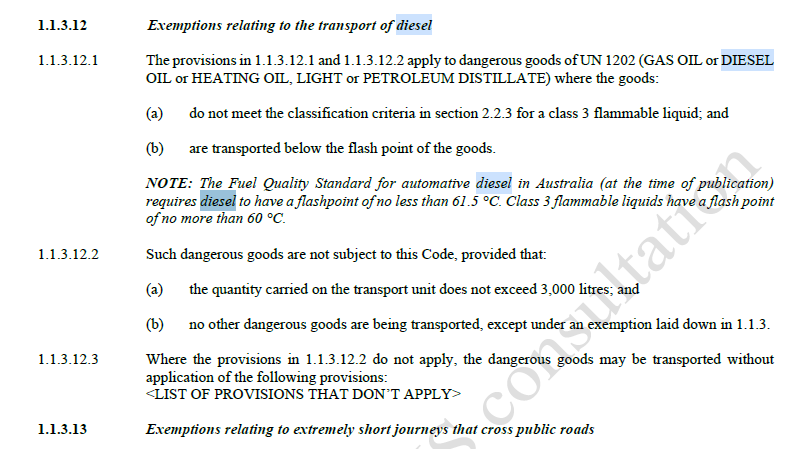 1.1.3.12 Exemptions relating to the transport of diesel
1.1.3.12.1 The provisions in 1.1.3.12.1 and 1.1.3.12.2 apply to dangerous goods of UN 1202 (GAS OIL or DIESEL
OIL or HEATING OIL, LIGHT or PETROLEUM DISTILLATE) where the goods:
(a) do not meet the classification criteria in section 2.2.3 for a class 3 flammable liquid; and
(b) are transported below the flash point of the goods.
NOTE: The Fuel Quality Standard for automative diesel in Australia (at the time of publication)
requires diesel to have a flashpoint of no less than 61.5 °C. Class 3 flammable liquids have a flash point
of no more than 60 °C.
1.1.3.12.2 Such dangerous goods are not subject to this Code, provided that:
(a) the quantity carried on the transport unit does not exceed 3,000 litres; and
(b) no other dangerous goods are being transported, except under an exemption laid down in 1.1.3.
1.1.3.12.3 Where the provisions in 1.1.3.12.2 do not apply, the dangerous goods may be transported without
application of the following provisions:
<LIST OF PROVISIONS THAT DON'T APPLY>
1.1.3.13 Exemptions relating to extremely short journeys that cross public roads
consultation